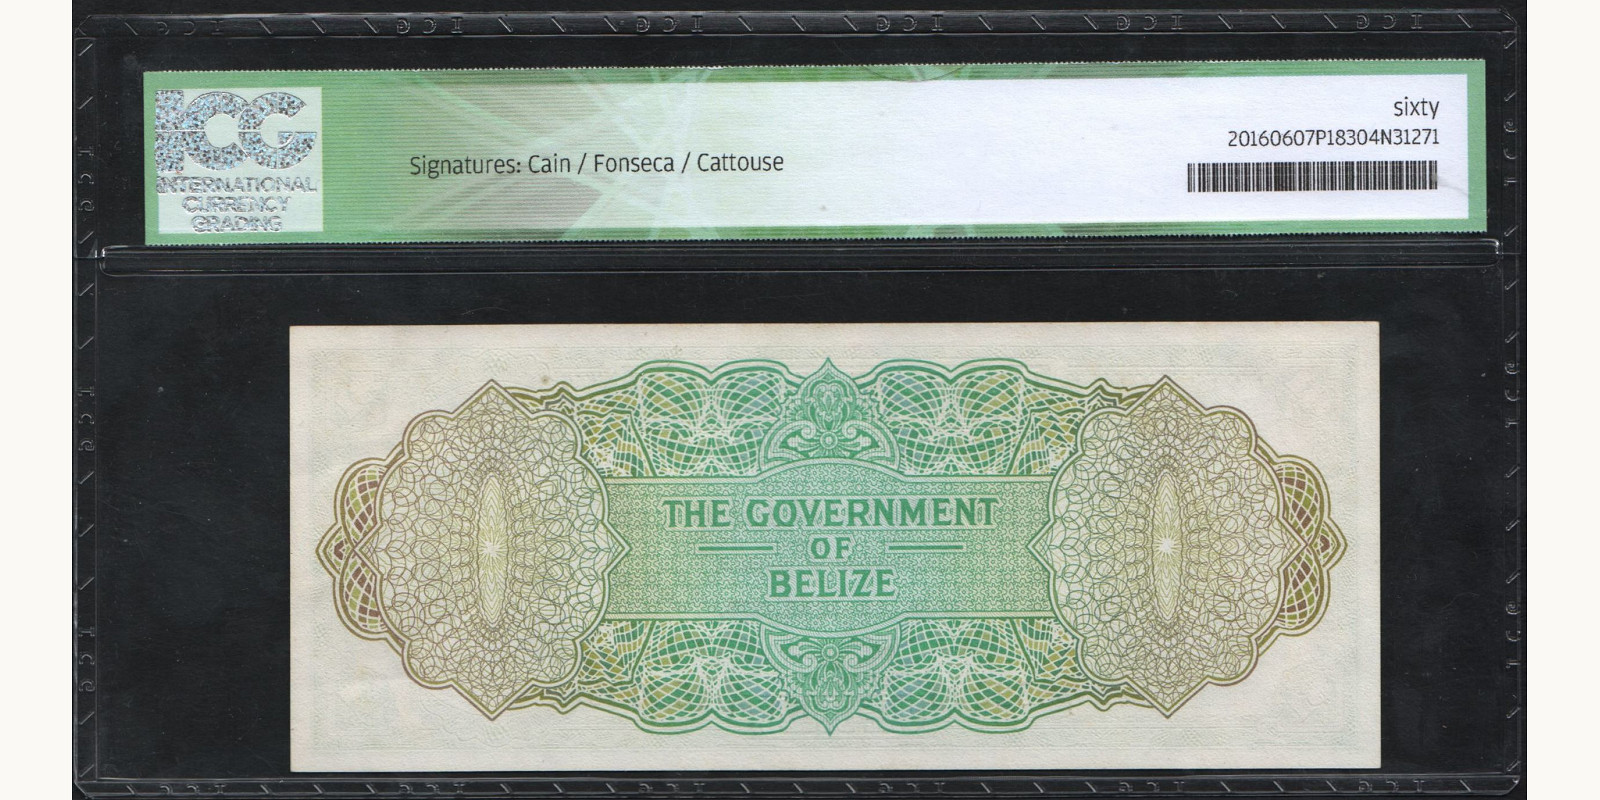 ICG
INTERNATIONAL
CURRENCY
GRADING
Signatures: Cain / Fonseca / Cattouse
sixty
20160607P18304N31271
THE GOVERNMENT
OF
BELIZE